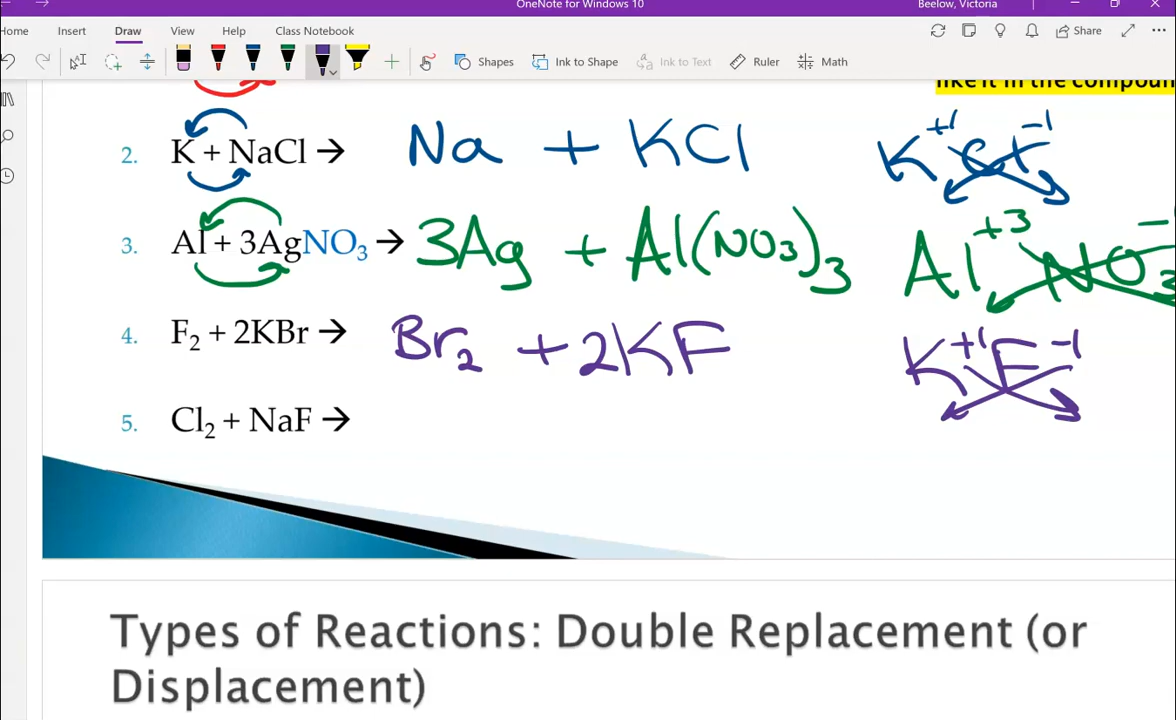 OneNote for Windows 10
Beelow, Victoria
Home Insert Draw View Help Class Notebook
Share
Shapes Ink to Shape Ink to Text Ruler Math
like it in the compoun
2. K + NaCl → Na + KCl K⁺¹ Cl⁻¹
3. Al + 3AgNO₃ → 3Ag + Al(NO₃)₃ Al⁺³ NO₃⁻
4. F₂ + 2KBr → Br₂ + 2KF K⁺¹ F⁻¹
5. Cl₂ + NaF →
Types of Reactions: Double Replacement (or
Displacement)